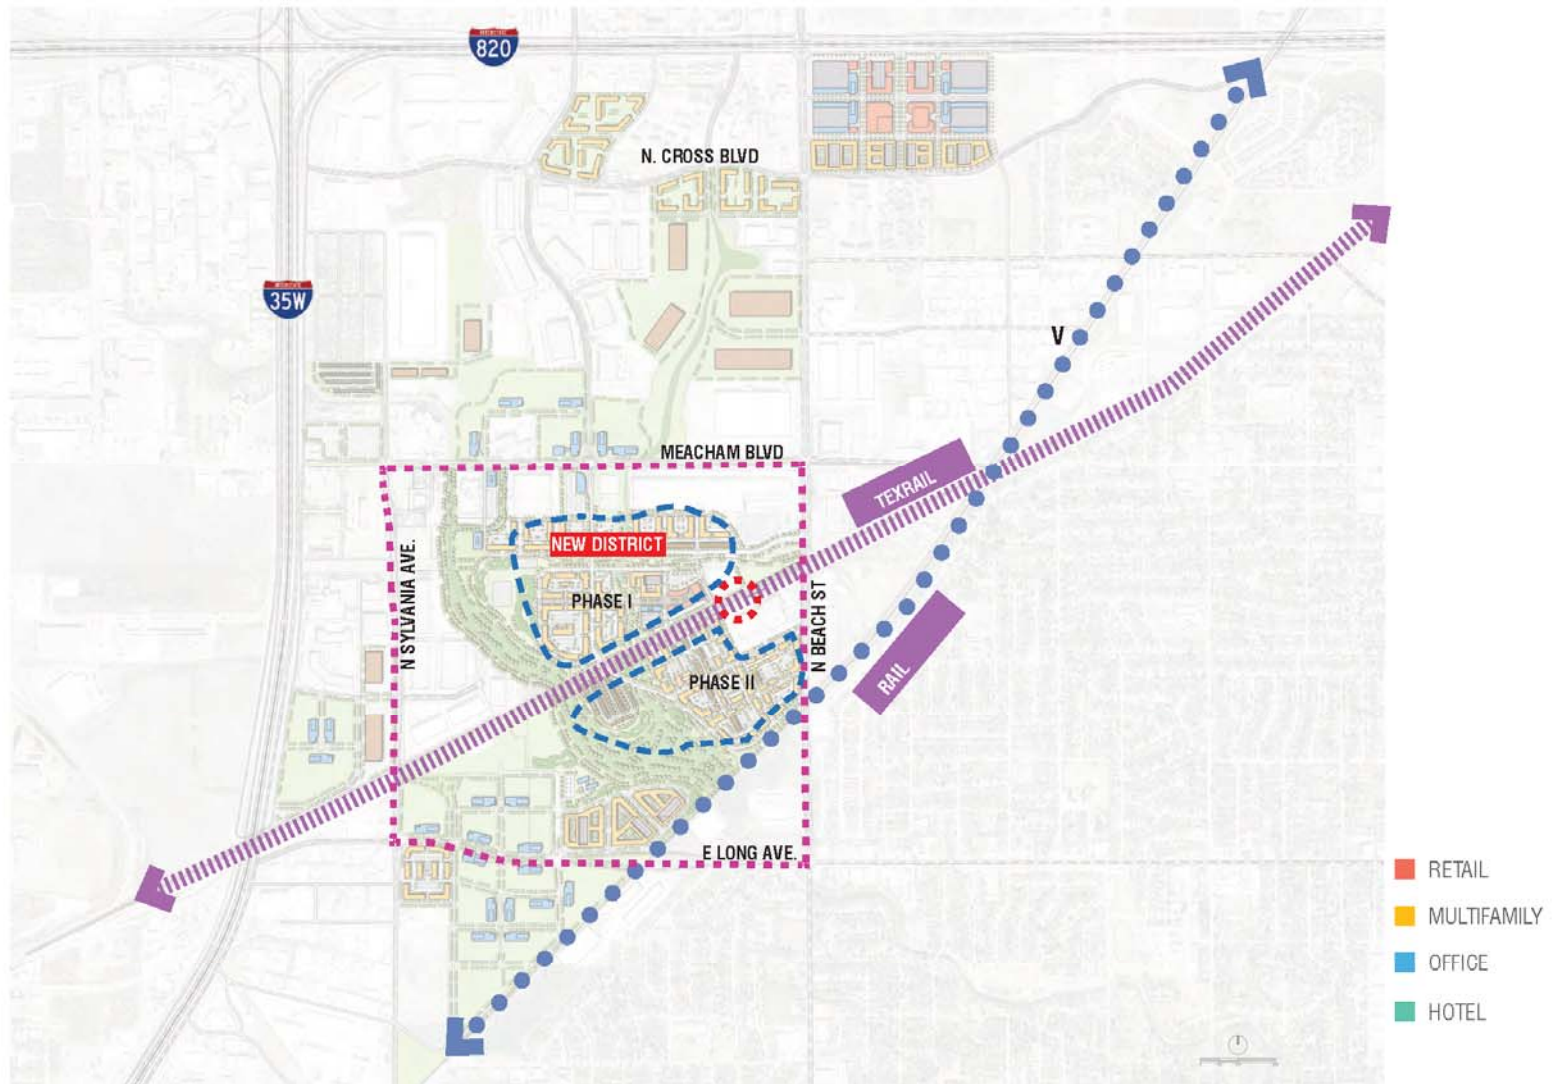 820
N. CROSS BLVD
35W
V
MEACHAM BLVD
TEXRAIL
NEW DISTRICT
N SYLVANIA AVE.
PHASE I
N BEACH ST
RAIL
PHASE II
E LONG AVE.
RETAIL
MULTIFAMILY
OFFICE
HOTEL